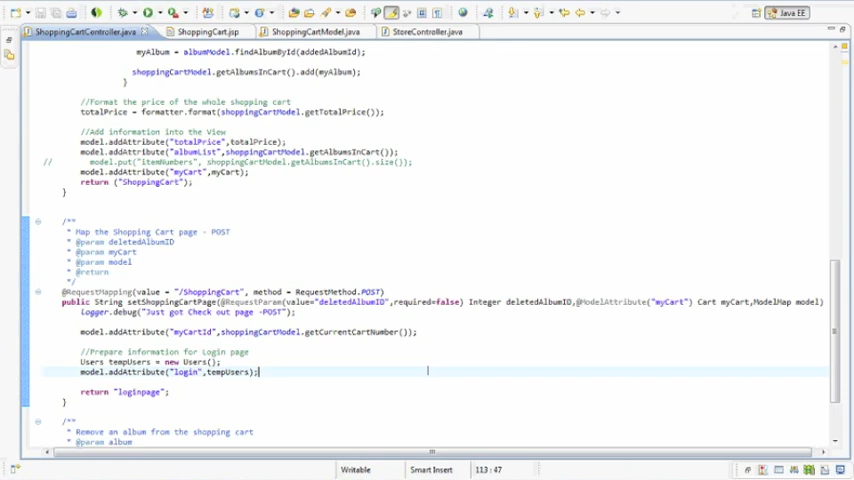 Java EE
ShoppingCartController.java
ShoppingCart.jsp
ShoppingCartModel.java
StoreController.java
myAlbum = albumModel.findAlbumById(addedAlbumId);
shoppingCartModel.getAlbumsInCart().add(myAlbum);
}
//Format the price of the whole shopping cart
totalPrice = formatter.format(shoppingCartModel.getTotalPrice());
//Add information into the View
model.addAttribute("totalPrice",totalPrice);
model.addAttribute("albumList",shoppingCartModel.getAlbumsInCart());
// model.put("itemNumbers", shoppingCartModel.getAlbumsInCart().size());
model.addAttribute("myCart",myCart);
return ("ShoppingCart");
}
/**
* Map the Shopping Cart page - POST
* @param deletedAlbumID
* @param myCart
* @param model
* @return
*/
@RequestMapping(value = "/ShoppingCart", method = RequestMethod.POST)
public String setShoppingCartPage(@RequestParam(value="deletedAlbumID",required=false) Integer deletedAlbumID,@ModelAttribute("myCart") Cart myCart,ModelMap model)
logger.debug("Just got Check out page -POST");
model.addAttribute("myCartId",shoppingCartModel.getCurrentCartNumber());
//Prepare information for Login page
Users tempUsers = new Users();
model.addAttribute("login",tempUsers);
return "loginpage";
}
/**
* Remove an album from the shopping cart
* @param album
Writable
Smart Insert
113 : 47